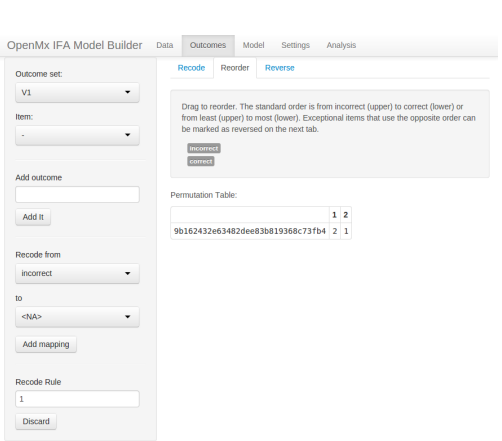 OpenMx IFA Model Builder Data Outcomes Model Settings Analysis
Outcome set:
V1
Item:
-
Add outcome
Add It
Recode from
incorrect
to
<NA>
Add mapping
Recode Rule
1
Discard
Recode Reorder Reverse
Drag to reorder. The standard order is from incorrect (upper) to correct (lower) or
from least (upper) to most (lower). Exceptional items that use the opposite order can
be marked as reversed on the next tab.
incorrect
correct
Permutation Table:
1 2
9b162432e63482dee83b819368c73fb4 2 1